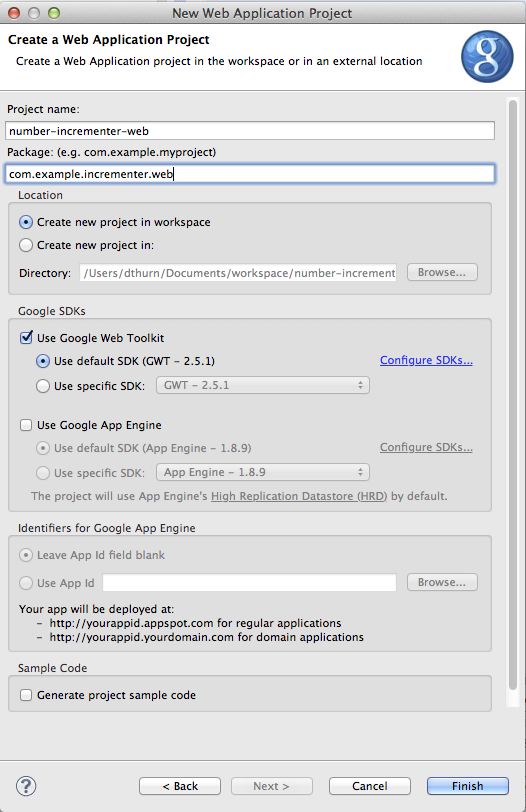 New Web Application Project
Create a Web Application Project
Create a Web Application project in the workspace or in an external location
g
Project name:
number-incrementer-web
Package: (e.g. com.example.myproject)
com.example.incrementer.web
Location
Create new project in workspace
Create new project in:
Directory: /Users/dthurn/Documents/workspace/number-increment Browse...
Google SDKs
Use Google Web Toolkit
Use default SDK (GWT - 2.5.1) Configure SDKs...
Use specific SDK: GWT - 2.5.1
Use Google App Engine
Use default SDK (App Engine - 1.8.9) Configure SDKs...
Use specific SDK: App Engine - 1.8.9
The project will use App Engine's High Replication Datastore (HRD) by default.
Identifiers for Google App Engine
Leave App Id field blank
Use App Id Browse...
Your app will be deployed at:
- http://yourappid.appspot.com for regular applications
- http://yourappid.yourdomain.com for domain applications
Sample Code
Generate project sample code
? < Back Next > Cancel Finish